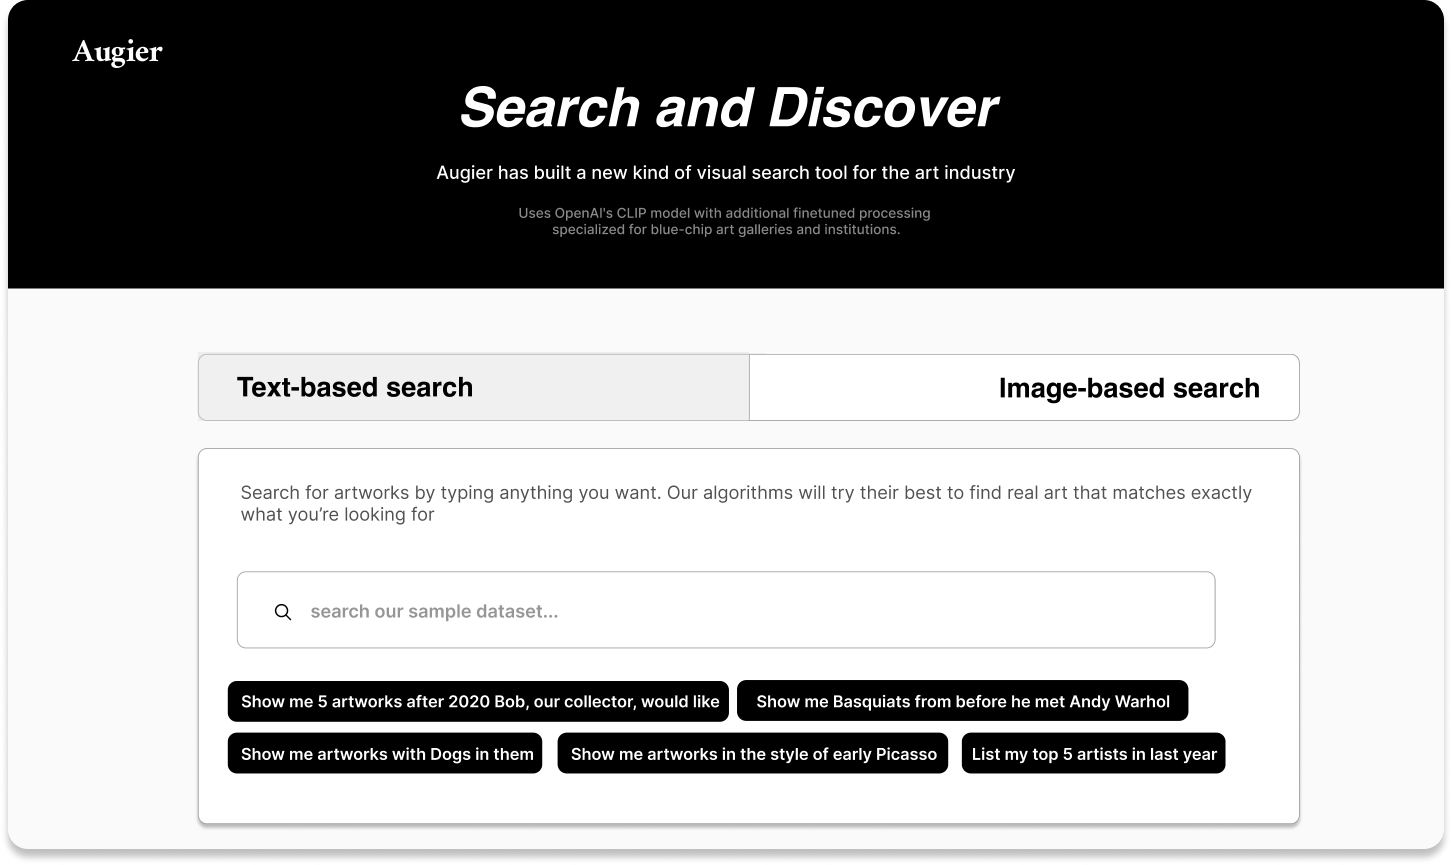 Augier
Search and Discover
Augier has built a new kind of visual search tool for the art industry
Uses OpenAI's CLIP model with additional finetuned processing
specialized for blue-chip art galleries and institutions.
Text-based search
Image-based search
Search for artworks by typing anything you want. Our algorithms will try their best to find real art that matches exactly
what you’re looking for
search our sample dataset...
Show me 5 artworks after 2020 Bob, our collector, would like
Show me Basquiats from before he met Andy Warhol
Show me artworks with Dogs in them
Show me artworks in the style of early Picasso
List my top 5 artists in last year